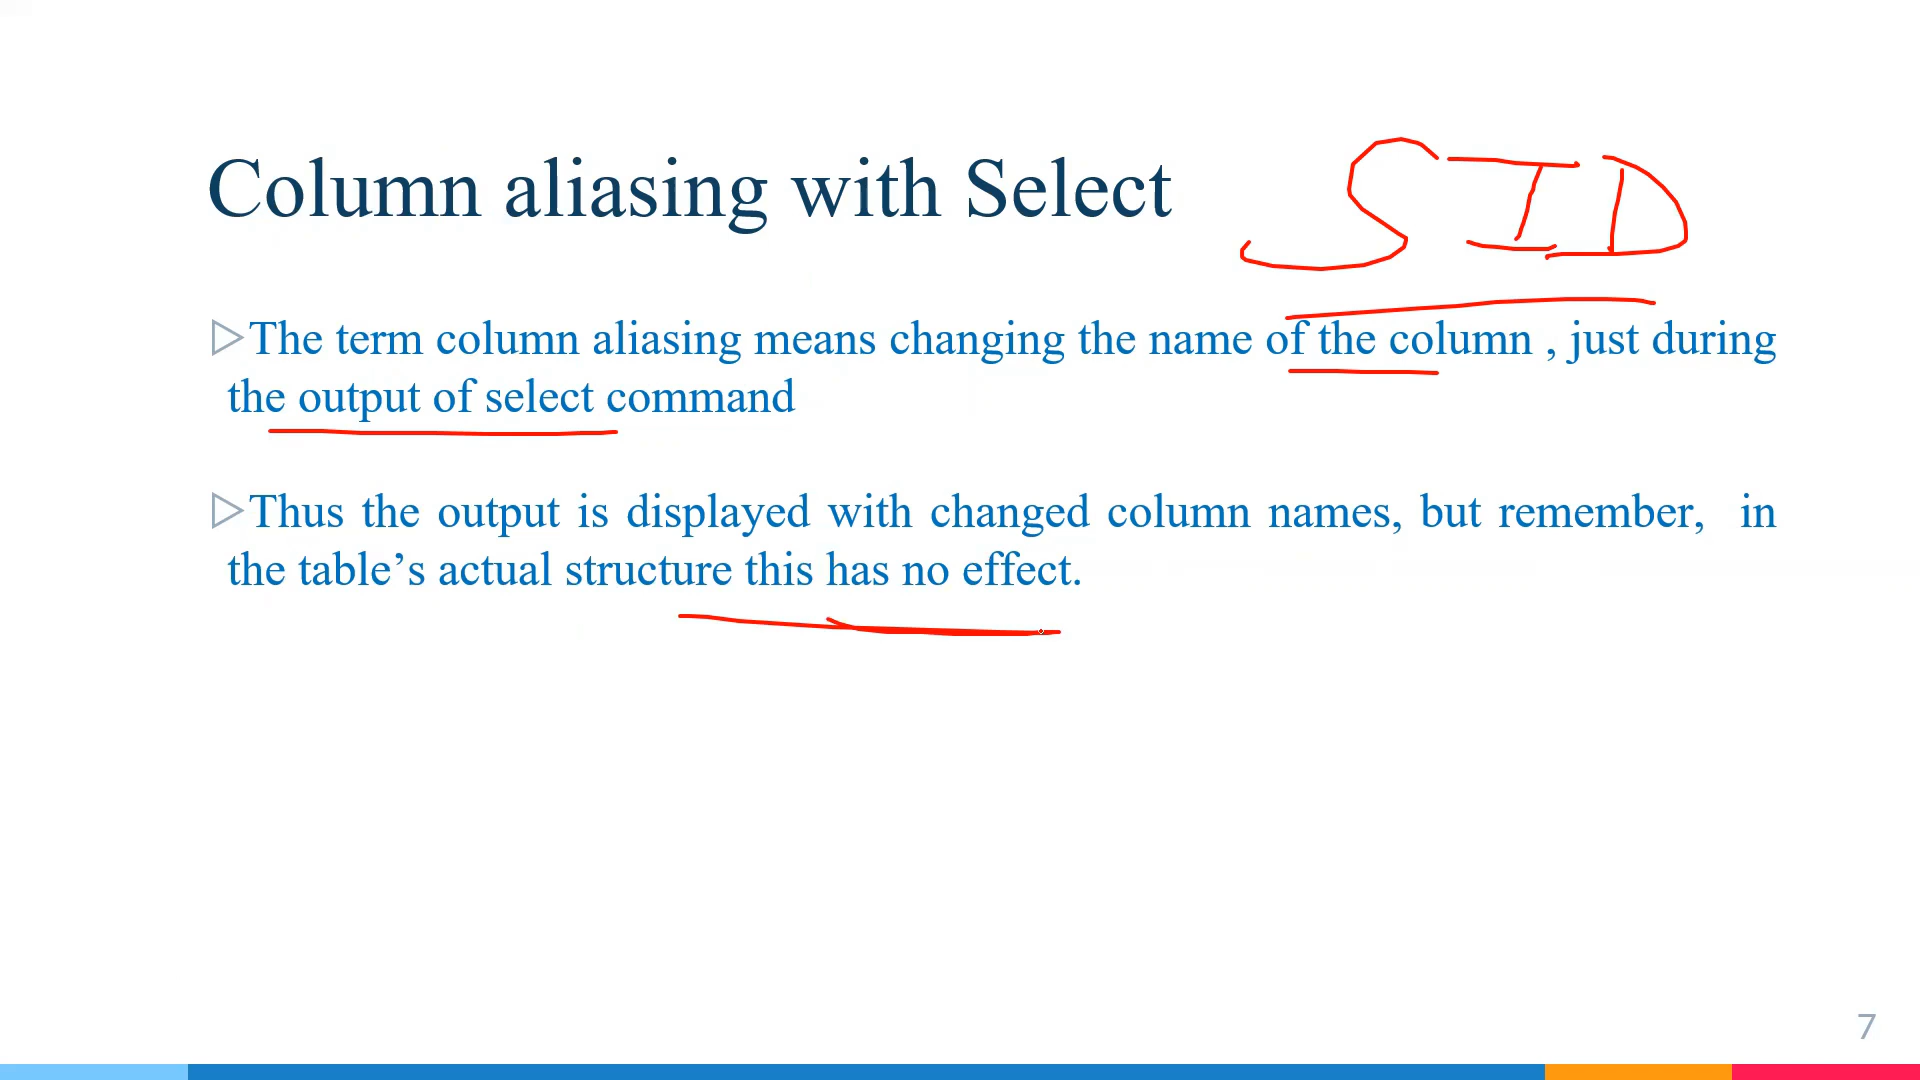 Column aliasing with Select
SID
The term column aliasing means changing the name of the column , just during
the output of select command
Thus the output is displayed with changed column names, but remember, in
the table’s actual structure this has no effect.
7